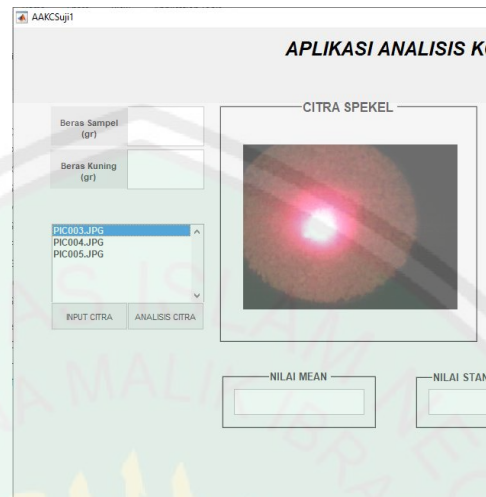 AAKCSuji1
APLIKASI ANALISIS
CITRA SPEKEL
Beras Sampel
(gr)
Beras Kuning
(gr)
PIC003.JPG
PIC004.JPG
PIC005.JPG
INPUT CITRA
ANALISIS CITRA
NILAI MEAN
NILAI STAN